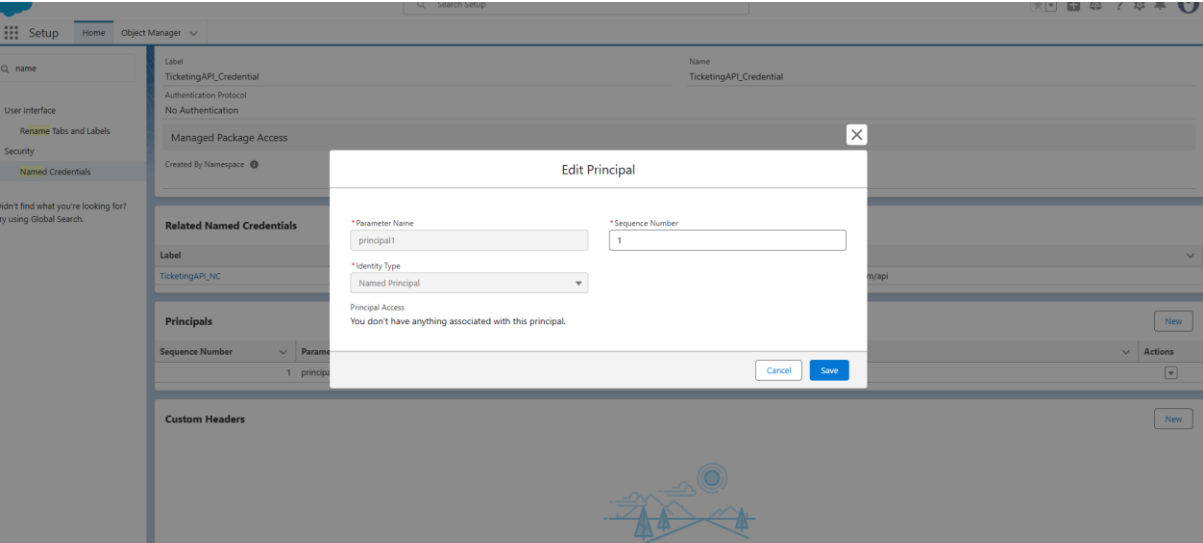 Search Setup
Setup
Home
Object Manager
name
User Interface
Rename Tabs and Labels
Security
Named Credentials
Didn't find what you're looking for?
Try using Global Search.
Label
TicketingAPI_Credential
Name
TicketingAPI_Credential
Authentication Protocol
No Authentication
Managed Package Access
Created By Namespace
Edit Principal
*Parameter Name
principal1
*Sequence Number
1
*Identity Type
Named Principal
Principal Access
You don't have anything associated with this principal.
Cancel
Save
Related Named Credentials
Label
TicketingAPI_NC
m/api
Principals
New
Sequence Number
Parame
Actions
1 principa
Custom Headers
New